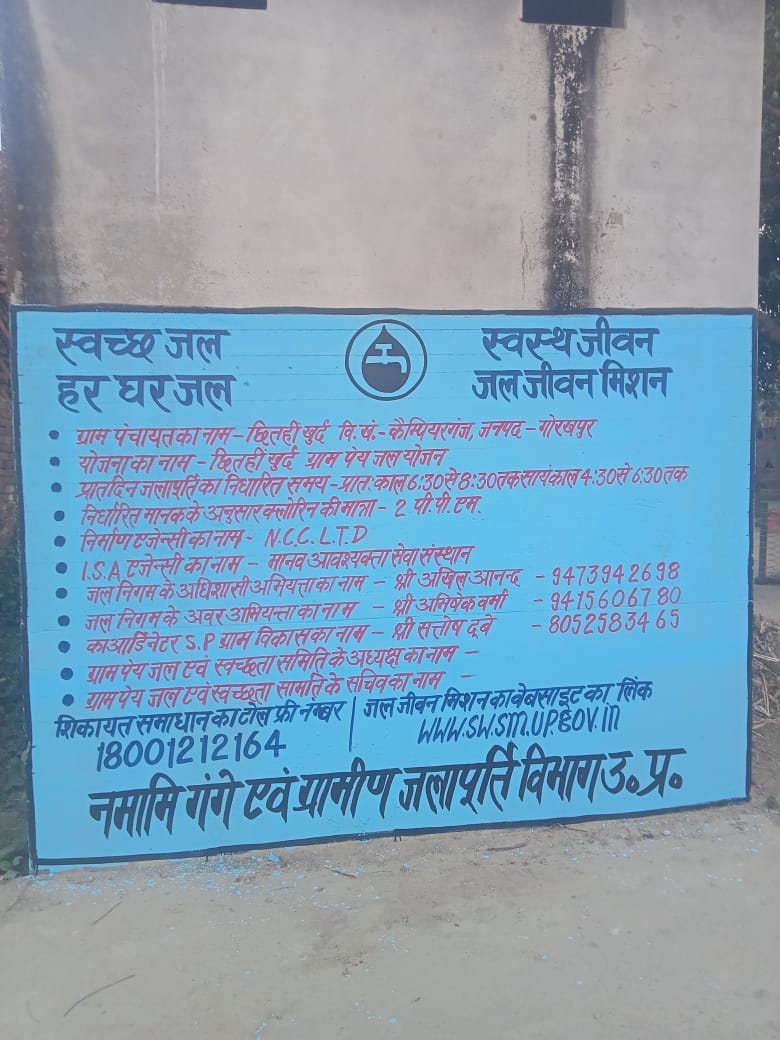 स्वच्छ जल
हर घर जल
स्वस्थ जीवन
जल जीवन मिशन
• ग्राम पंचायत का नाम – छितहीं खुर्द वि. खं. - कैम्पियरगंज, जनपद – गोरखपुर
• योजना का नाम – छितहीं खुर्द ग्राम पेय जल योजन
• प्रतिदिन जलापूर्ति का निर्धारित समय – प्रातः काल 6:30 से 8:30 तक सायंकाल 4:30 से 6:30 तक
• निर्धारित मानक के अनुसार क्लोरिन की मात्रा - 2 पी. पी. एम.
• निर्माण एजेन्सी का नाम - N.C.C. L.T.D
• I.S.A एजेन्सी का नाम – मानव आवश्यक्ता सेवा संस्थान
• जल निगम के अधिशासी अभियन्ता का नाम – श्री अखिल आनन्द – 9473942698
• जल निगम के अवर अभियन्ता का नाम – श्री अभिषेक वर्मा – 9415606780
• काआर्डिनेटर S.P ग्राम विकास का नाम – श्री सत्तोष दूबे – 8052583465
• ग्राम पेय जल एवं स्वच्छता समिति के अध्यक्ष का नाम –
• ग्राम पेय जल एवं स्वच्छता समिति के सचिव का नाम –
शिकायत समाधान का टोल फ्री नम्बर
18001212164
जल जीवन मिशन का वेबसाइट का लिंक
WWW.SWSM.UP.GOV.in
नमामि गंगे एवं ग्रामीण जलापूर्ति विभाग उ॰ प्र॰